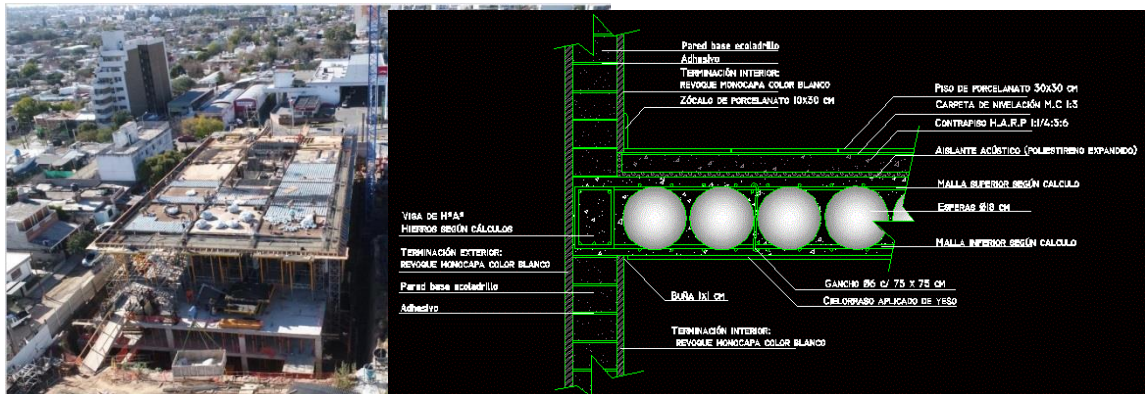 Pared base ecoladrillo
Adhesivo
TERMINACIÓN INTERIOR:
REVOQUE MONOCAPA COLOR BLANCO
ZÓCALO DE PORCELANATO 10X30 CM
PISO DE PORCELANATO 30X30 CM
CARPETA DE NIVELACIÓN M.C 1:3
CONTRAPISO H.A.R.P 1:1/4:3:6
AISLANTE ACÚSTICO (POLIESTIRENO EXPANDIDO)
MALLA SUPERIOR SEGÚN CALCULO
ESFERAS Ø18 CM
MALLA INFERIOR SEGÚN CALCULO
VIGA DE HºAº
HIERROS SEGÚN CÁLCULOS
TERMINACIÓN EXTERIOR:
REVOQUE MONOCAPA COLOR BLANCO
Pared base ecoladrillo
Adhesivo
BUÑA 1X1 CM
GANCHO Ø6 C/ 75 X 75 CM
CIELORRASO APLICADO DE YESO
TERMINACIÓN INTERIOR:
REVOQUE MONOCAPA COLOR BLANCO